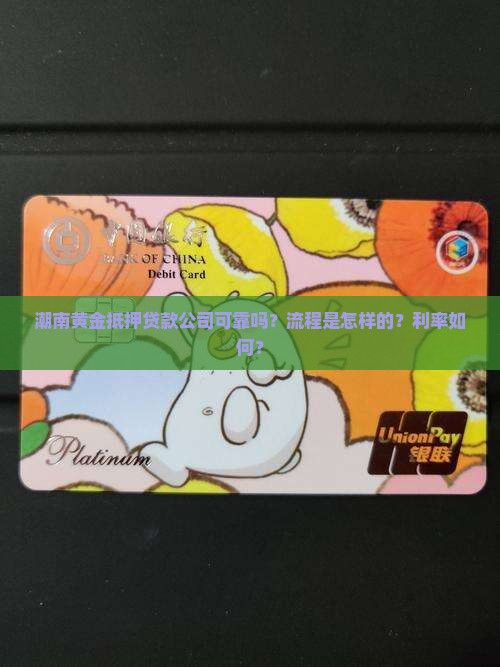 中国银行
BANK OF CHINA
Debit Card
潮南黄金抵押贷款公司可靠吗？流程是怎样的？利率如
何？
Platinum
UnionPay
银联